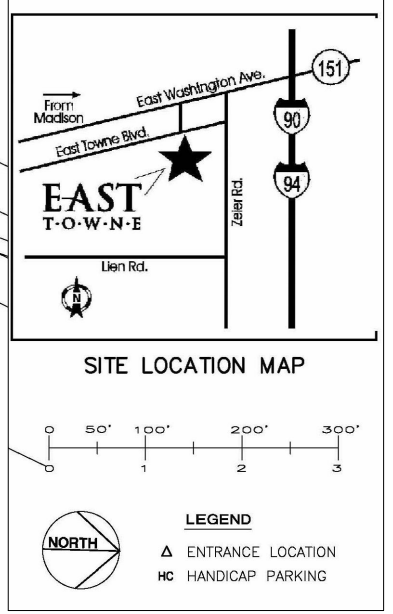 151
East Washington Ave.
From
Madison
90
East Towne Blvd.
94
EAST
T·O·W·N·E
Zeier Rd.
Lien Rd.
N
SITE LOCATION MAP
0 50' 100' 200' 300'
0 1 2 3
NORTH
LEGEND
Δ ENTRANCE LOCATION
HC HANDICAP PARKING